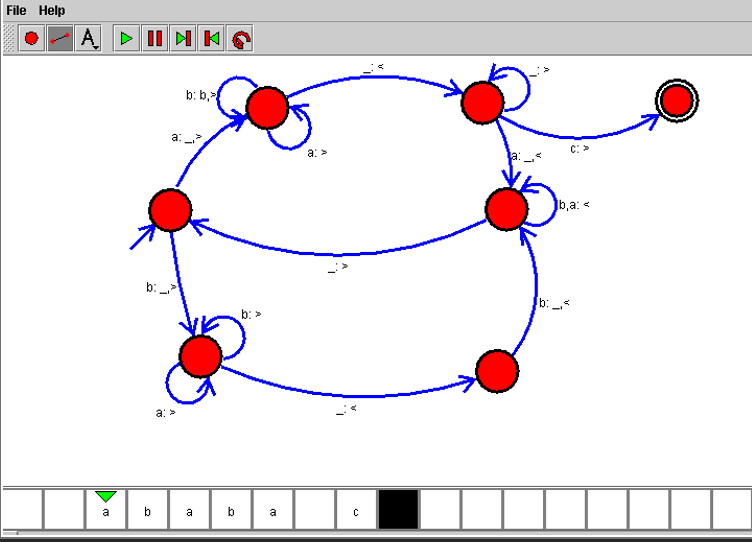 File Help
A
_: <
_: >
b: b,>
a: _,>
a: >
a: _,<
c: >
b,a: <
_: >
b: _,>
b: >
b: _,<
a: >
_: <
a b a b a c